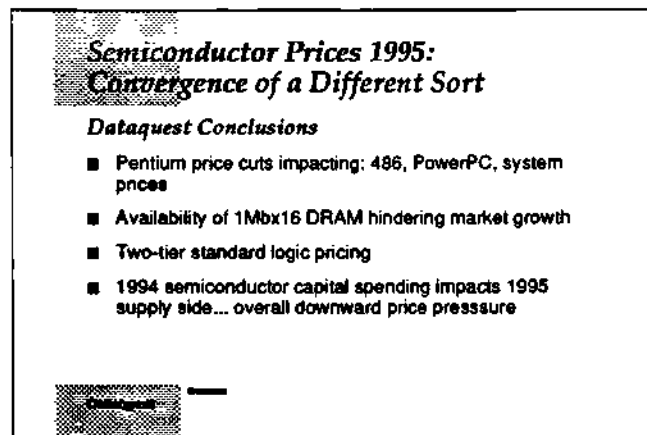 Semiconductor Prices 1995:
Convergence of a Different Sort
Dataquest Conclusions
■ Pentium price cuts impacting: 486, PowerPC, system
prices
■ Availability of 1Mbx16 DRAM hindering market growth
■ Two-tier standard logic pricing
■ 1994 semiconductor capital spending impacts 1995
supply side... overall downward price presssure
Dataquest